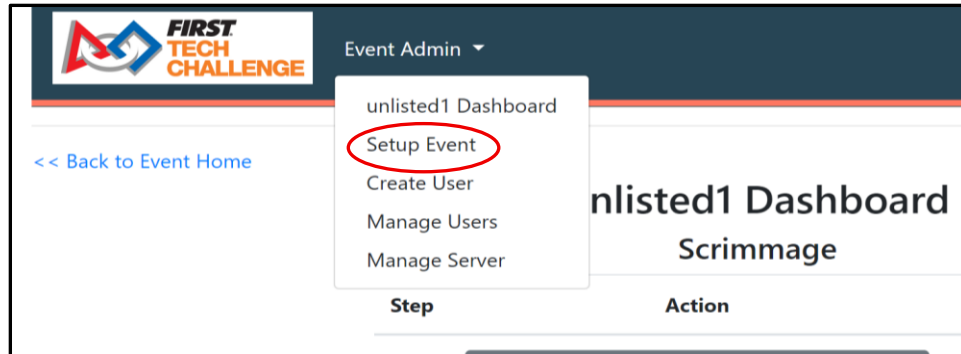 FIRST
TECH
CHALLENGE
Event Admin
unlisted1 Dashboard
Setup Event
Create User
Manage Users
Manage Server
<< Back to Event Home
nlisted1 Dashboard
Scrimmage
Step Action